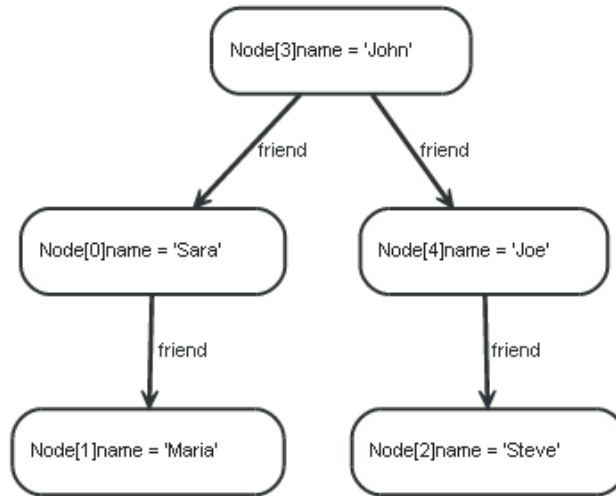 Node[3]name = 'John'
friend
friend
Node[0]name = 'Sara'
Node[4]name = 'Joe'
friend
friend
Node[1]name = 'Maria'
Node[2]name = 'Steve'